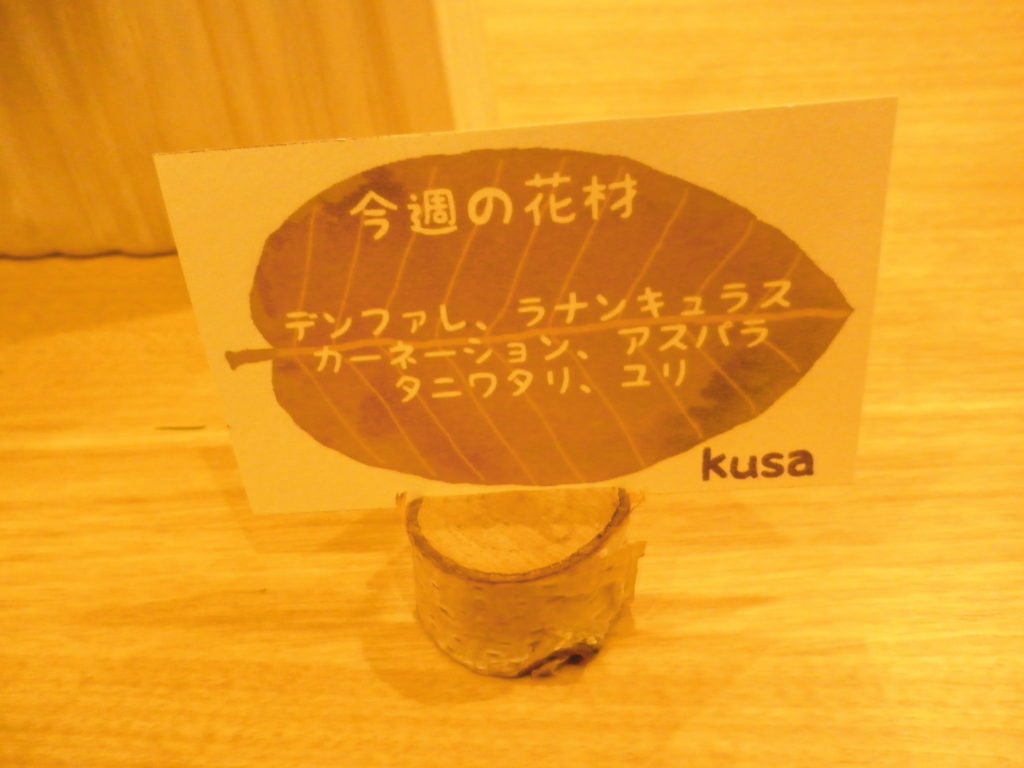 今週の花材
デンファレ、ラナンキュラス
カーネーション、アスパラ
タニワタリ、ユリ
kusa